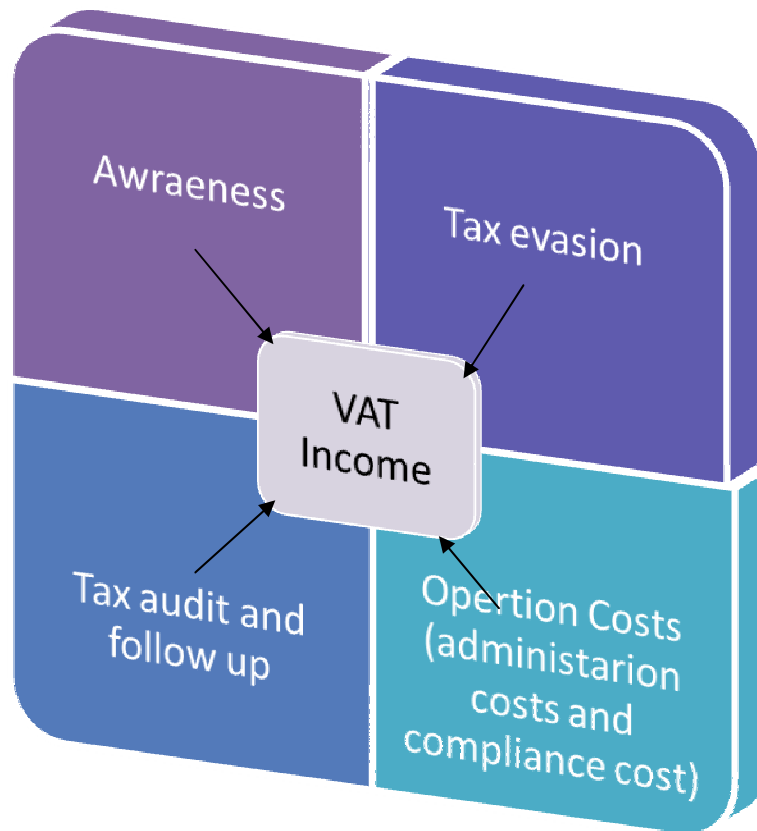 Awraeness
Tax evasion
VAT
Income
Tax audit and
follow up
Opertion Costs
(administarion
costs and
compliance cost)